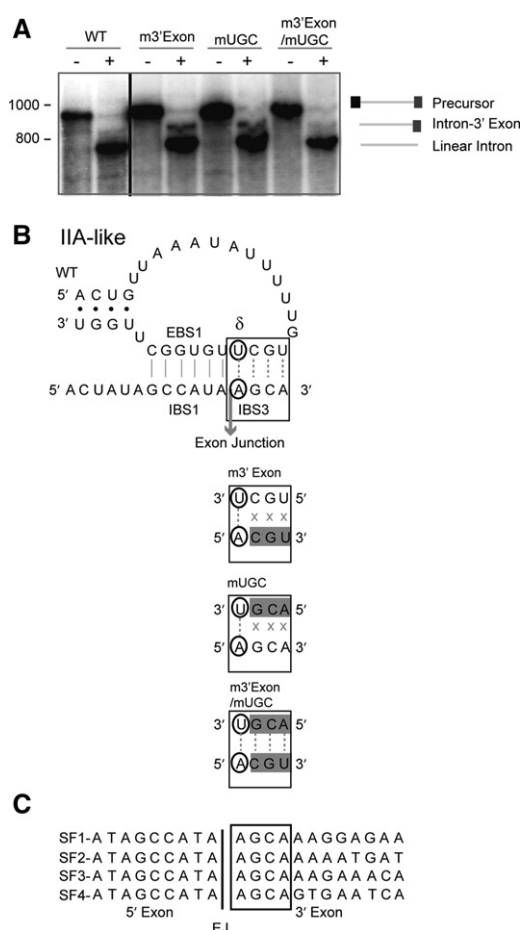 A
WT m3'Exon mUGC m3'Exon
/mUGC
- + - + - + - +
1000 -
800 -
Precursor
Intron-3' Exon
Linear Intron
B IIA-like
WT
U U A A A U A U U U U G
5' A C U G
3' U G G U U
EBS1 δ
C G G U G U U C G U
5' A C U A U A G C C A U A A G C A 3'
IBS1 IBS3
Exon Junction
m3' Exon
3' U C G U 5'
x x x
5' A C G U 3'
mUGC
3' U G C A 5'
x x x
5' A G C A 3'
m3'Exon
/mUGC
3' U G C A 5'
5' A C G U 3'
C
SF1-A T A G C C A T A A G C A A A G G A G A A
SF2-A T A G C C A T A A G C A A A A A T G A T
SF3-A T A G C C A T A A G C A A A G A A A C A
SF4-A T A G C C A T A A G C A G T G A A T C A
5' Exon 3' Exon